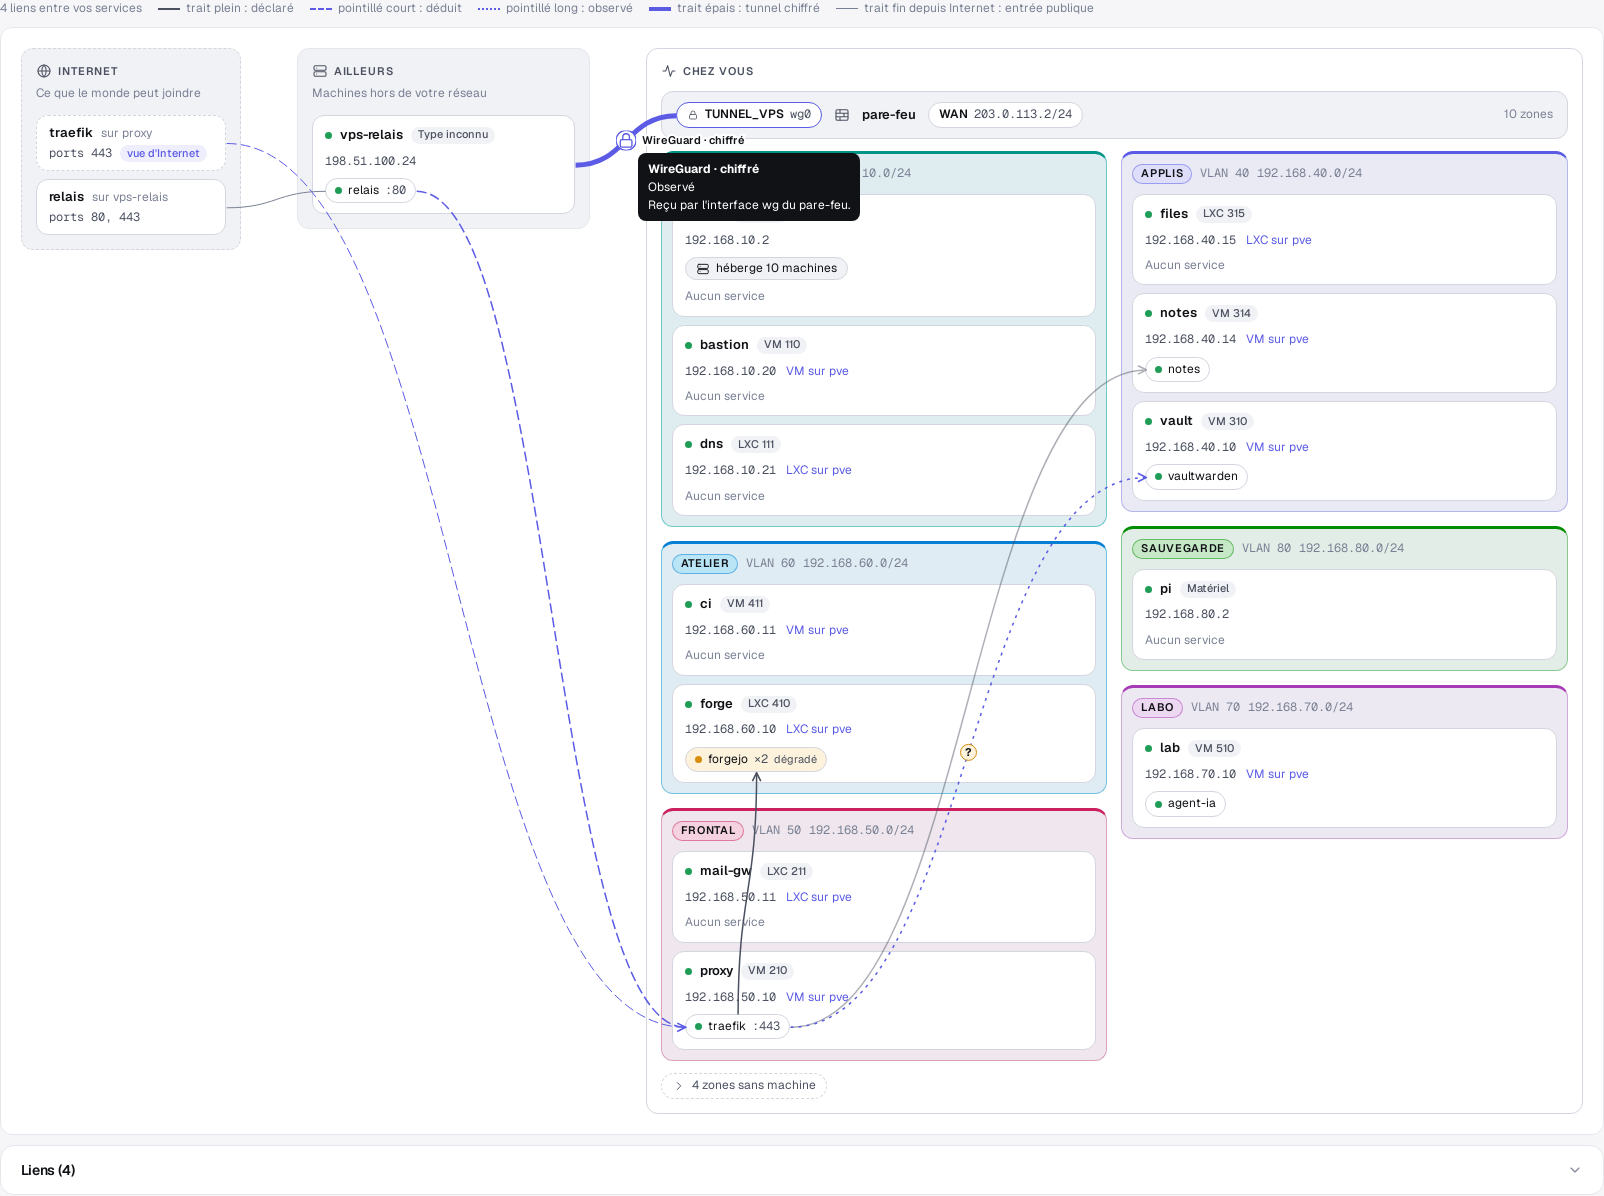 4 liens entre vos services
trait plein : déclaré
pointillé court : déduit
pointillé long : observé
trait épais : tunnel chiffré
trait fin depuis Internet : entrée publique
INTERNET
Ce que le monde peut joindre
traefik sur proxy
ports 443 vue d'Internet
relais sur vps-relais
ports 80, 443
AILLEURS
Machines hors de votre réseau
vps-relais Type inconnu
198.51.100.24
relais :80
CHEZ VOUS
TUNNEL_VPS wg0 pare-feu WAN 203.0.113.2/24 10 zones
WireGuard · chiffré
WireGuard · chiffré
Observé
Reçu par l'interface wg du pare-feu.
10.0/24
192.168.10.2
héberge 10 machines
Aucun service
bastion VM 110
192.168.10.20 VM sur pve
Aucun service
dns LXC 111
192.168.10.21 LXC sur pve
Aucun service
ATELIER VLAN 60 192.168.60.0/24
ci VM 411
192.168.60.11 VM sur pve
Aucun service
forge LXC 410
192.168.60.10 LXC sur pve
forgejo ×2 dégradé
FRONTAL VLAN 50 192.168.50.0/24
mail-gw LXC 211
192.168.50.11 LXC sur pve
Aucun service
proxy VM 210
192.168.50.10 VM sur pve
traefik :443
4 zones sans machine
?
APPLIS VLAN 40 192.168.40.0/24
files LXC 315
192.168.40.15 LXC sur pve
Aucun service
notes VM 314
192.168.40.14 VM sur pve
notes
vault VM 310
192.168.40.10 VM sur pve
vaultwarden
SAUVEGARDE VLAN 80 192.168.80.0/24
pi Matériel
192.168.80.2
Aucun service
LABO VLAN 70 192.168.70.0/24
lab VM 510
192.168.70.10 VM sur pve
agent-ia
Liens (4)